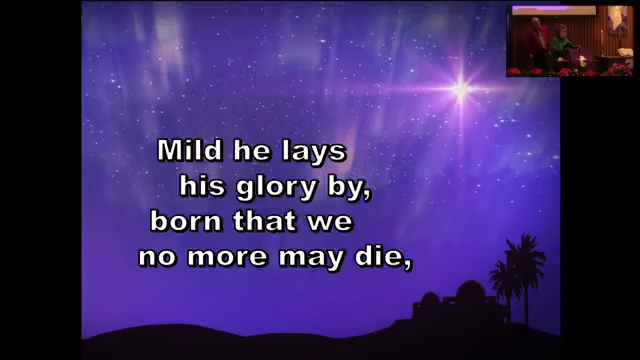 Mild he lays
his glory by,
born that we
no more may die,